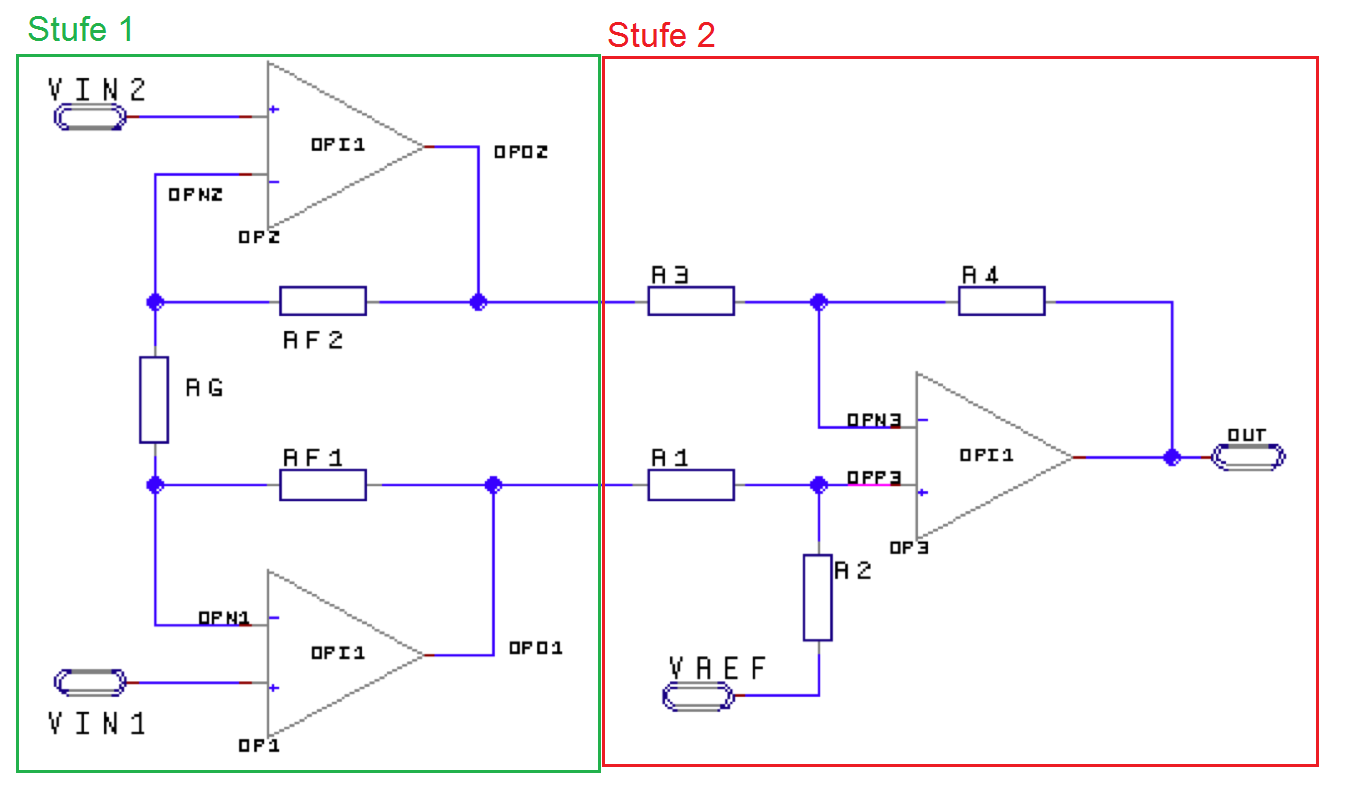 Stufe 1
Stufe 2
VIN2
+
OPI1
OPO2
OPN2
-
OP2
R3
R4
RF2
RG
OPN3
-
OUT
RF1
R1
OPI1
OPP3
+
OP3
R2
OPN1
-
OPI1
OPO1
VREF
+
VIN1
OP1